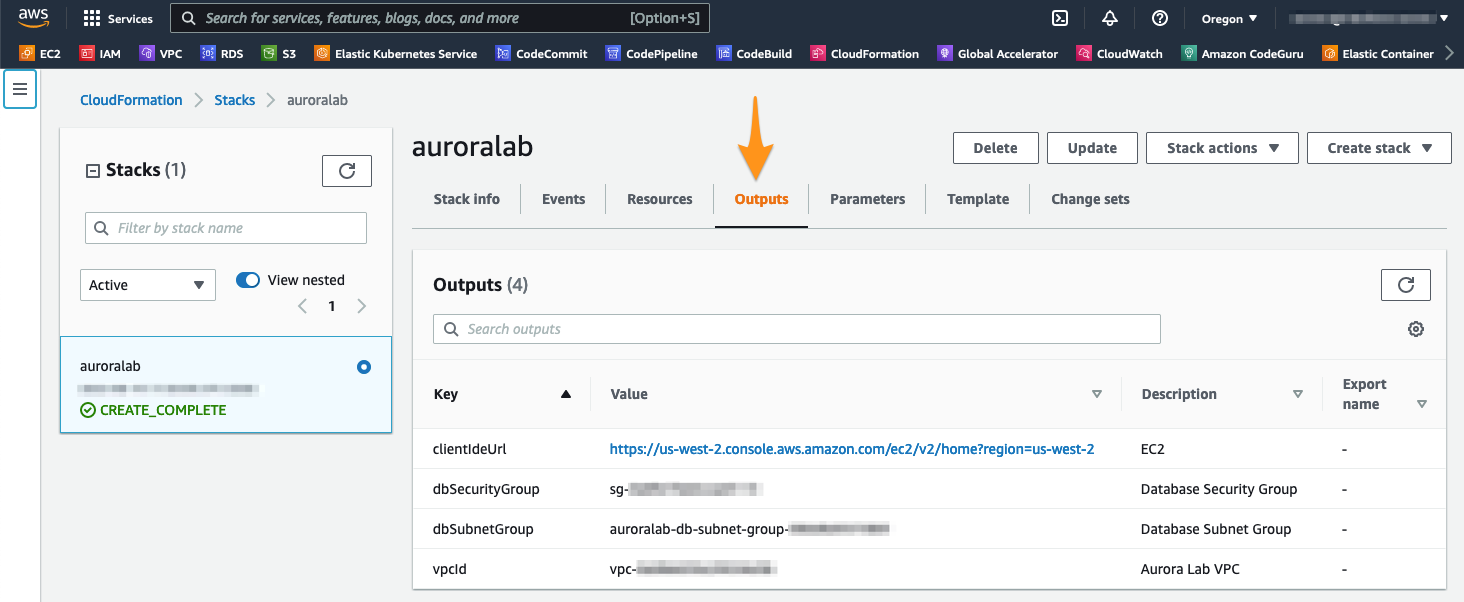 aws Services Search for services, features, blogs, docs, and more [Option+S] Oregon
EC2 IAM VPC RDS S3 Elastic Kubernetes Service CodeCommit CodePipeline CodeBuild CloudFormation Global Accelerator CloudWatch Amazon CodeGuru Elastic Container
CloudFormation Stacks auroralab
Stacks (1)
Filter by stack name
Active View nested
1
auroralab
CREATE_COMPLETE
auroralab
Delete Update Stack actions Create stack
Stack info Events Resources Outputs Parameters Template Change sets
Outputs (4)
Search outputs
Key Value Description Export name
clientIdeUrl https://us-west-2.console.aws.amazon.com/ec2/v2/home?region=us-west-2 EC2 -
dbSecurityGroup sg- Database Security Group -
dbSubnetGroup auroralab-db-subnet-group- Database Subnet Group -
vpcId vpc- Aurora Lab VPC -